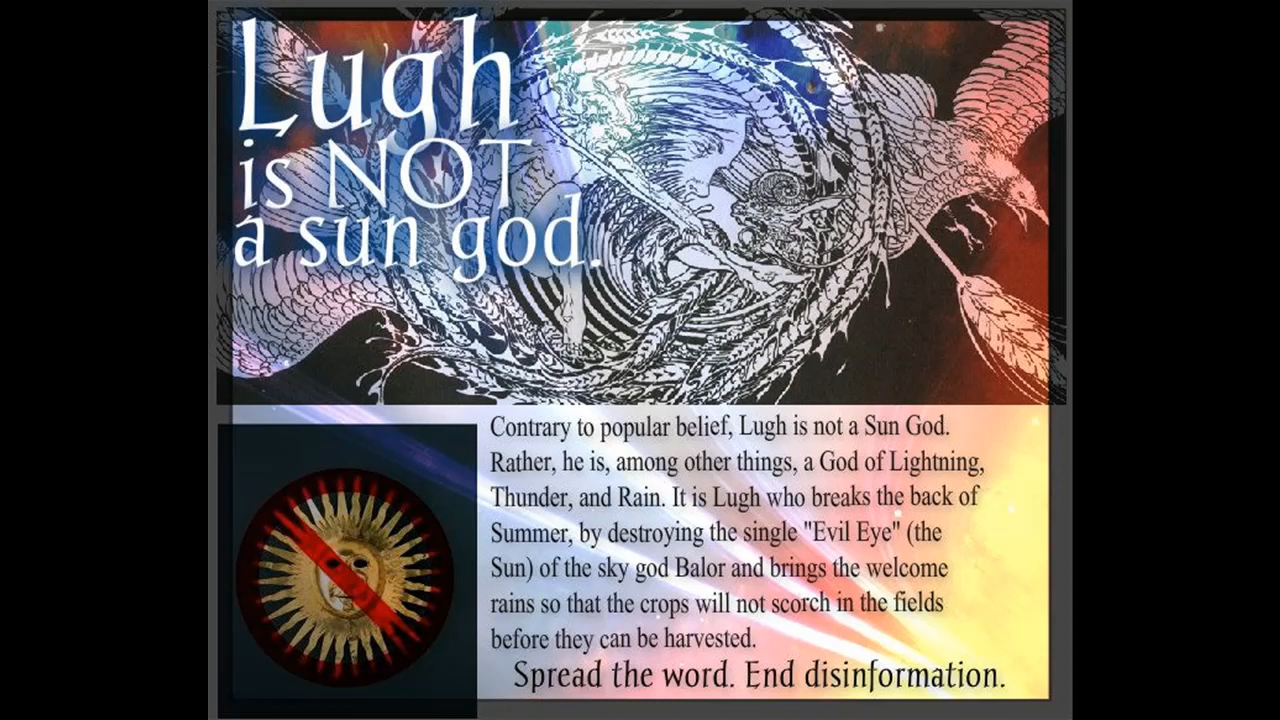 Lugh
is NOT
a sun god.
Contrary to popular belief, Lugh is not a Sun God.
Rather, he is, among other things, a God of Lightning,
Thunder, and Rain. It is Lugh who breaks the back of
Summer, by destroying the single "Evil Eye" (the
Sun) of the sky god Balor and brings the welcome
rains so that the crops will not scorch in the fields
before they can be harvested.
Spread the word. End disinformation.